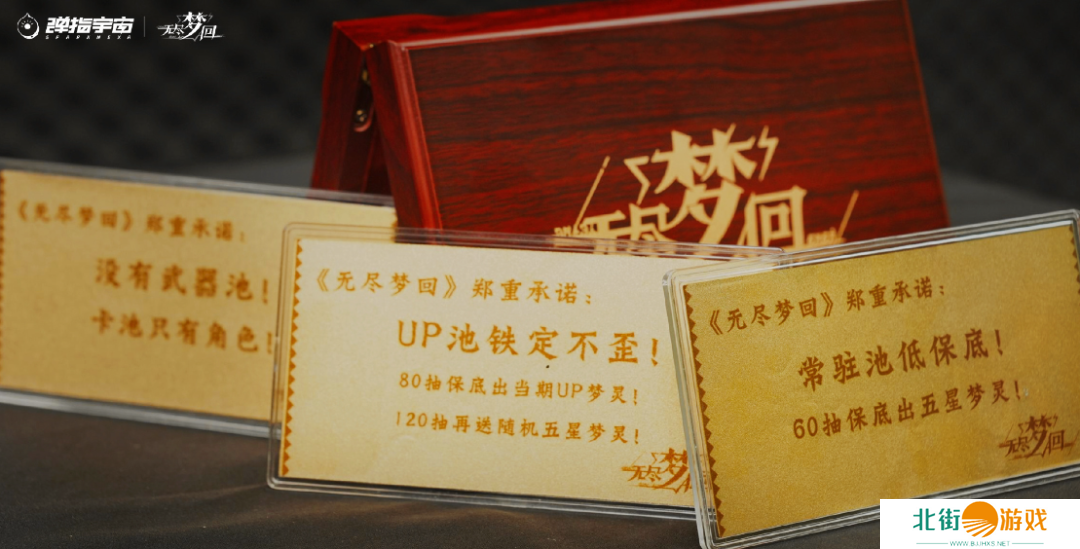 弹指宇宙
无尽梦回
无尽梦回
《无尽梦回》郑重承诺：
没有武器池！
卡池只有角色！
《无尽梦回》郑重承诺：
UP池铁定不歪！
80抽保底出当期UP梦灵！
120抽再送随机五星梦灵！
无尽梦回
《无尽梦回》郑重承诺：
常驻池低保底！
60抽保底出五星梦灵！
无尽梦回
北街游戏
WWW.BJJHXS.NET